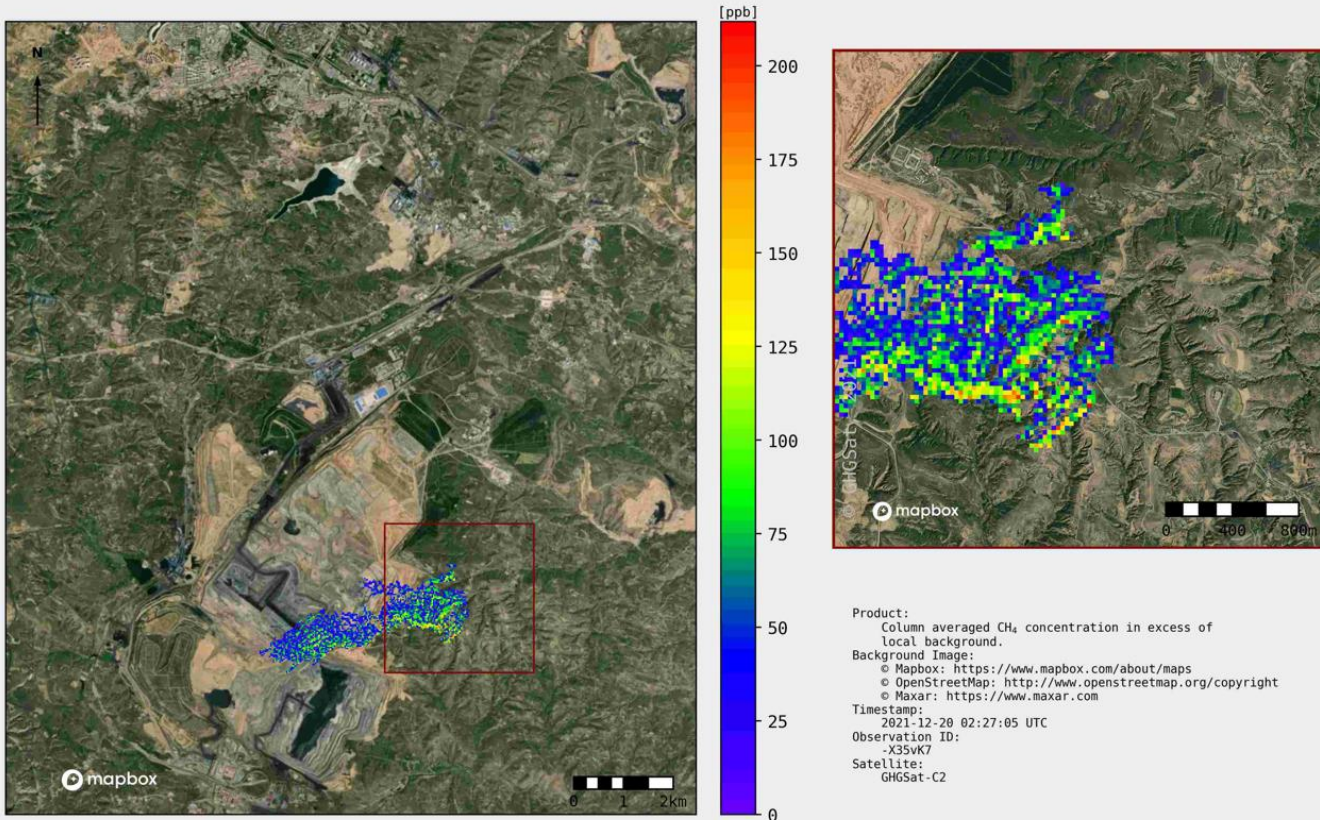 [ppb]
N
200
175
150
125
100
75
50
25
0
mapbox
0 1 2km
© GHGSat, 2021
mapbox
0 400 800m
Product:
Column averaged CH₄ concentration in excess of
local background.
Background Image:
© Mapbox: https://www.mapbox.com/about/maps
© OpenStreetMap: http://www.openstreetmap.org/copyright
© Maxar: https://www.maxar.com
Timestamp:
2021-12-20 02:27:05 UTC
Observation ID:
-X35vK7
Satellite:
GHGSat-C2